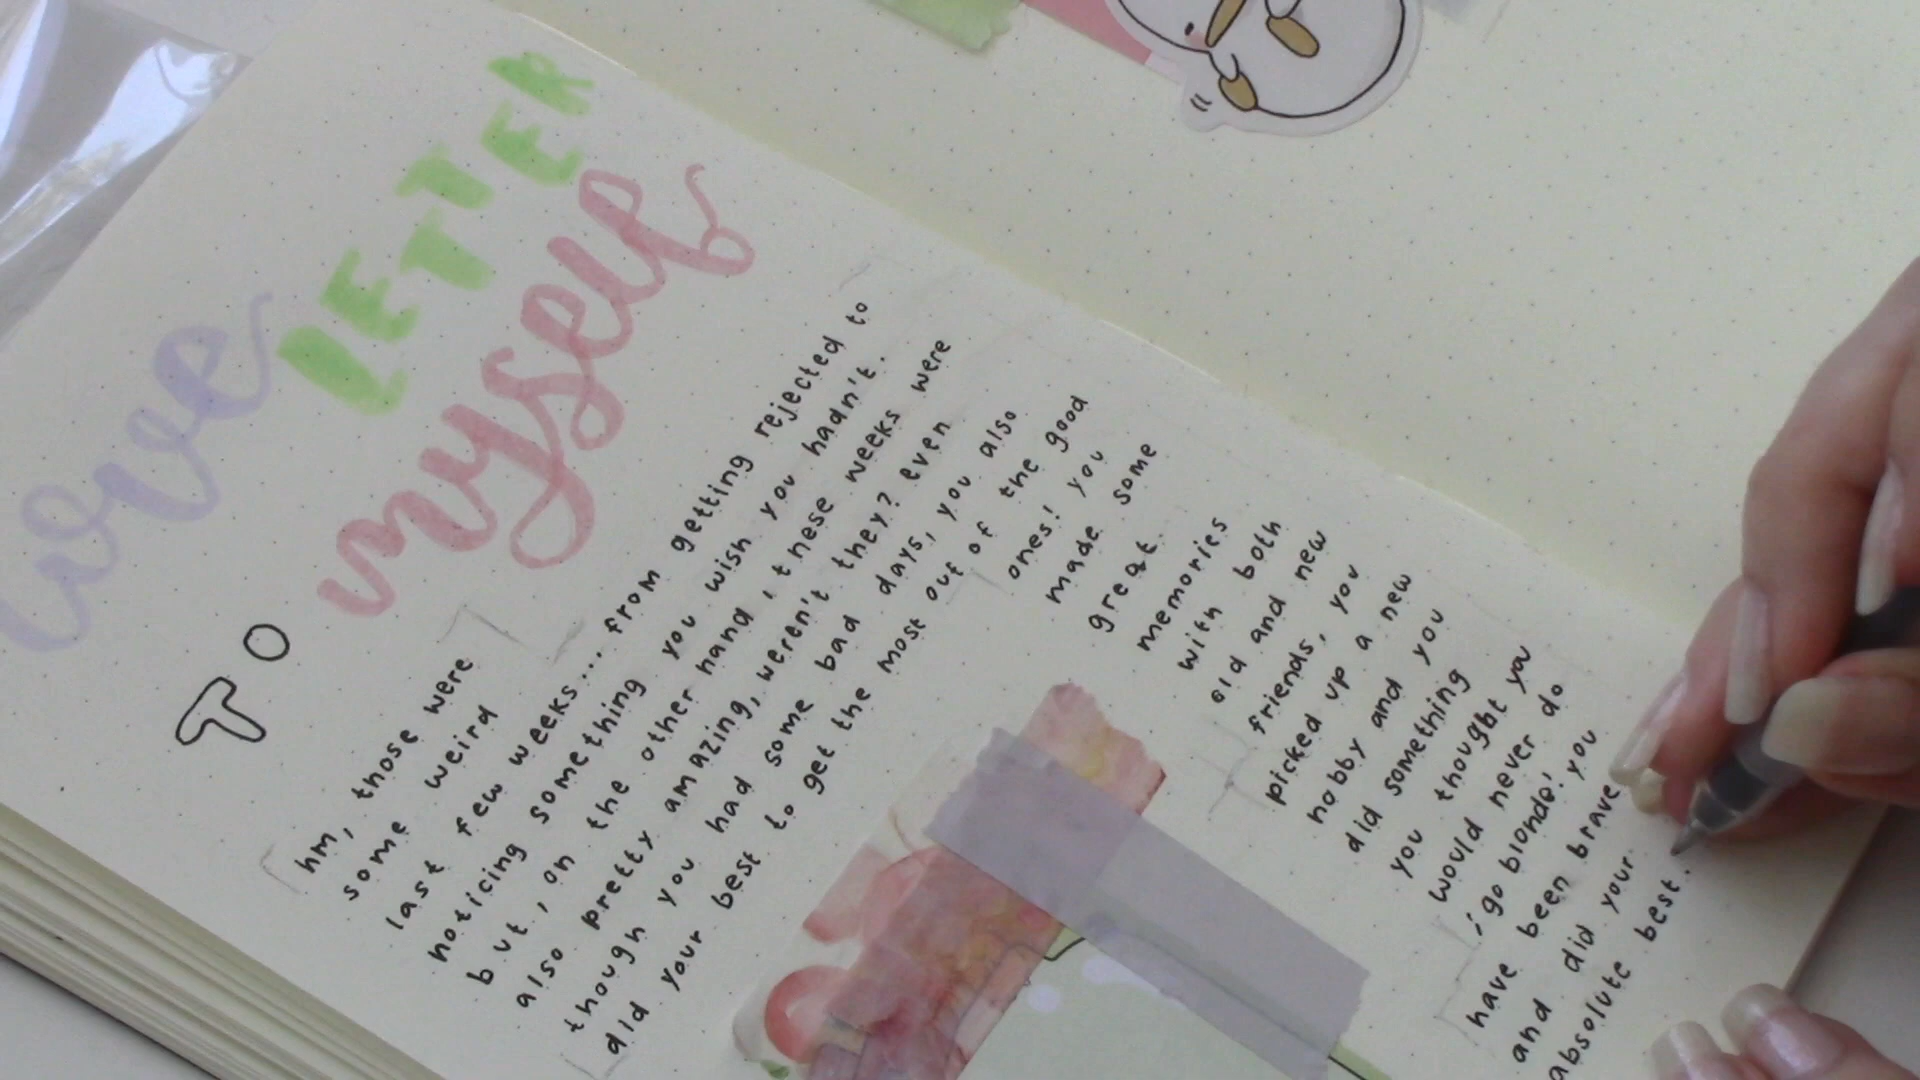 love
LETTER
TO
myself
hm, those were
some weird
last few weeks... from getting rejected to
noticing something you wish you hadn't.
but, on the other hand, these weeks were
also pretty amazing, weren't they? even
though you had some bad days, you also
did your best to get the most out of the good
ones! you
made some
great
memories
with both
old and new
friends, you
picked up a new
hobby and you
did something
you thought you
would never do
, go blonde! you
have been brave
and did your
absolute best.